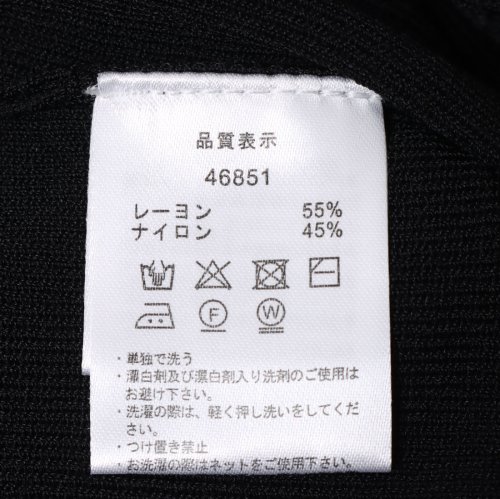 品質表示
46851
レーヨン 55%
ナイロン 45%
F W
・単独で洗う
・漂白剤及び漂白剤入り洗剤のご使用は
お避け下さい。
・洗濯の際は、軽く押し洗いをしてくだ
さい。
・つけ置き禁止
・お洗濯の際はネットをご使用下さい。